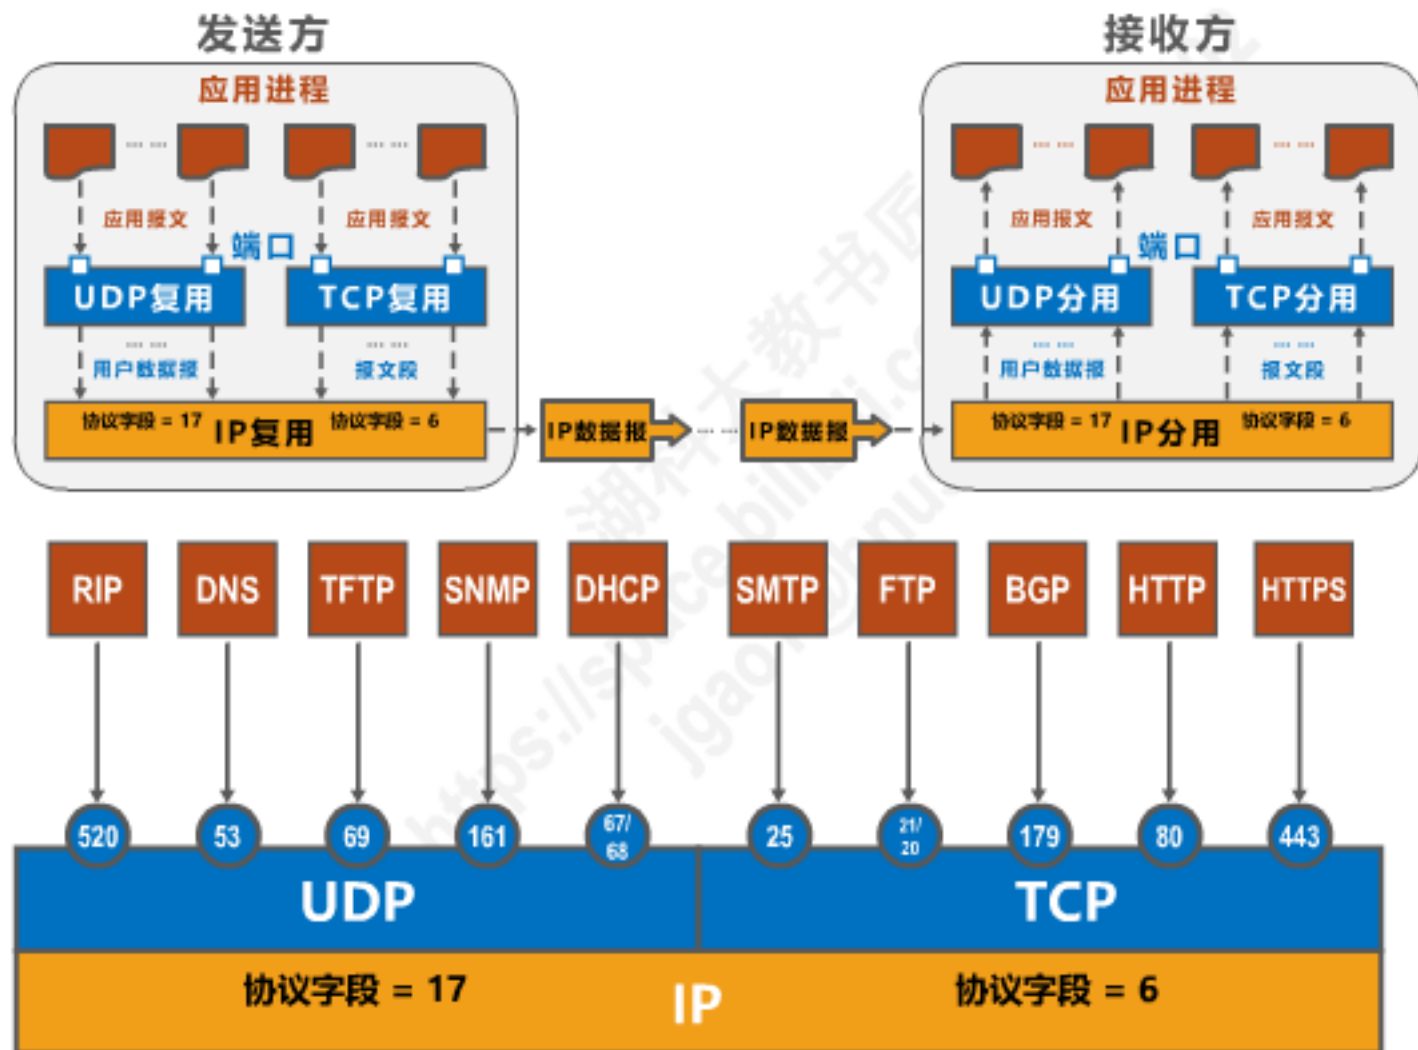 发送方
接收方
应用进程
应用进程
应用报文
应用报文
端口
应用报文
应用报文
端口
UDP复用
TCP复用
UDP分用
TCP分用
用户数据报
报文段
用户数据报
报文段
协议字段 = 17 IP复用 协议字段 = 6
IP数据报
IP数据报
协议字段 = 17 IP分用 协议字段 = 6
RIP
DNS
TFTP
SNMP
DHCP
SMTP
FTP
BGP
HTTP
HTTPS
520
53
69
161
67/
68
25
21/
20
179
80
443
UDP
TCP
协议字段 = 17
IP
协议字段 = 6